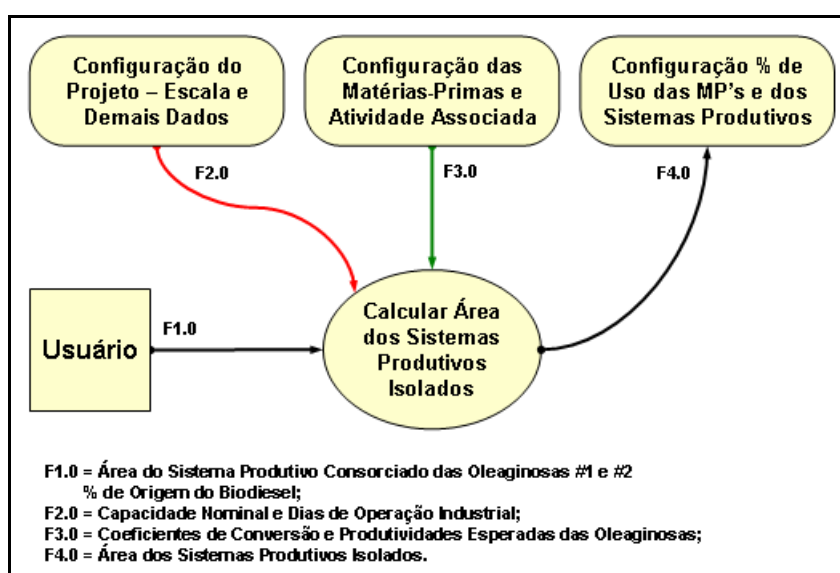 Configuração do
Projeto – Escala e
Demais Dados
Configuração das
Matérias-Primas e
Atividade Associada
Configuração % de
Uso das MP's e dos
Sistemas Produtivos
F2.0
F3.0
F4.0
Usuário
F1.0
Calcular Área
dos Sistemas
Produtivos
Isolados
F1.0 = Área do Sistema Produtivo Consorciado das Oleaginosas #1 e #2
% de Origem do Biodiesel;
F2.0 = Capacidade Nominal e Dias de Operação Industrial;
F3.0 = Coeficientes de Conversão e Produtividades Esperadas das Oleaginosas;
F4.0 = Área dos Sistemas Produtivos Isolados.